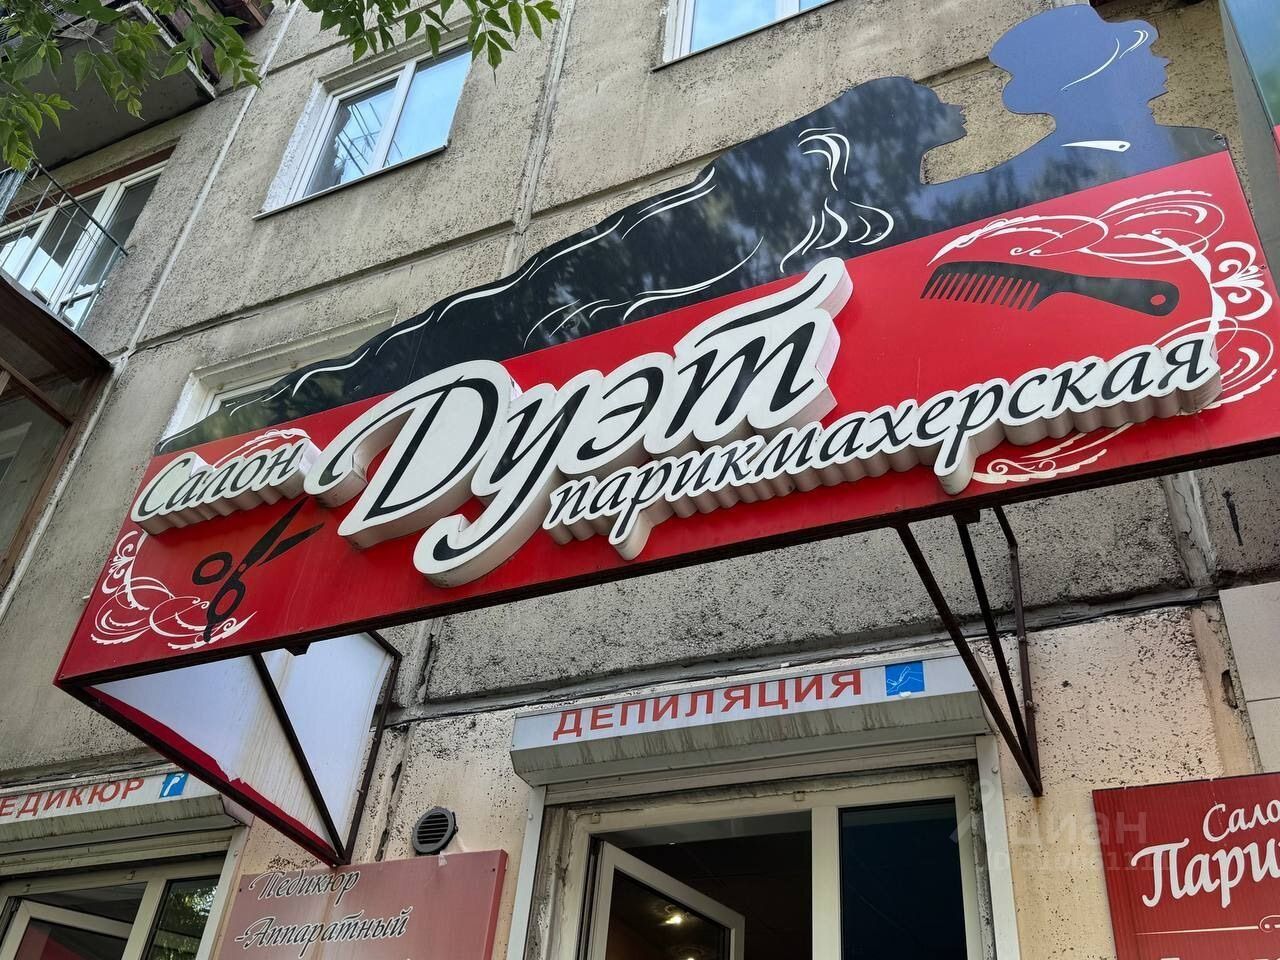 Салон Дуэт
парикмахерская
ДЕПИЛЯЦИЯ
ЕДИКЮР
Педикюр
-Аппаратный
Сало
Пари
циан